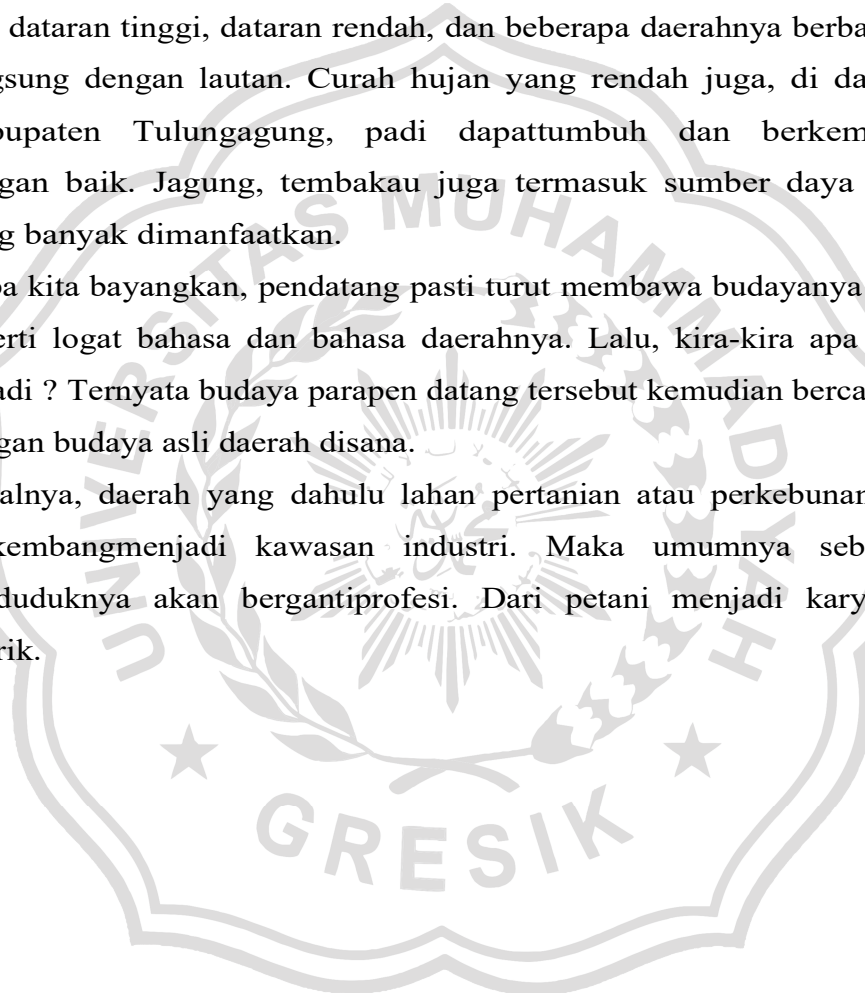 dataran tinggi, dataran rendah, dan beberapa daerahnya berba
gsung dengan lautan. Curah hujan yang rendah juga, di da
bupaten Tulungagung, padi dapattumbuh dan berkem
gan baik. Jagung, tembakau juga termasuk sumber daya
g banyak dimanfaatkan.
ba kita bayangkan, pendatang pasti turut membawa budayanya
erti logat bahasa dan bahasa daerahnya. Lalu, kira-kira apa
adi ? Ternyata budaya parapen datang tersebut kemudian berca
gan budaya asli daerah disana.
alnya, daerah yang dahulu lahan pertanian atau perkebunan
kembangmenjadi kawasan industri. Maka umumnya seb
duduknya akan bergantiprofesi. Dari petani menjadi kary
rik.
UNIVERSITAS MUHAMMADIYAH
GRESIK